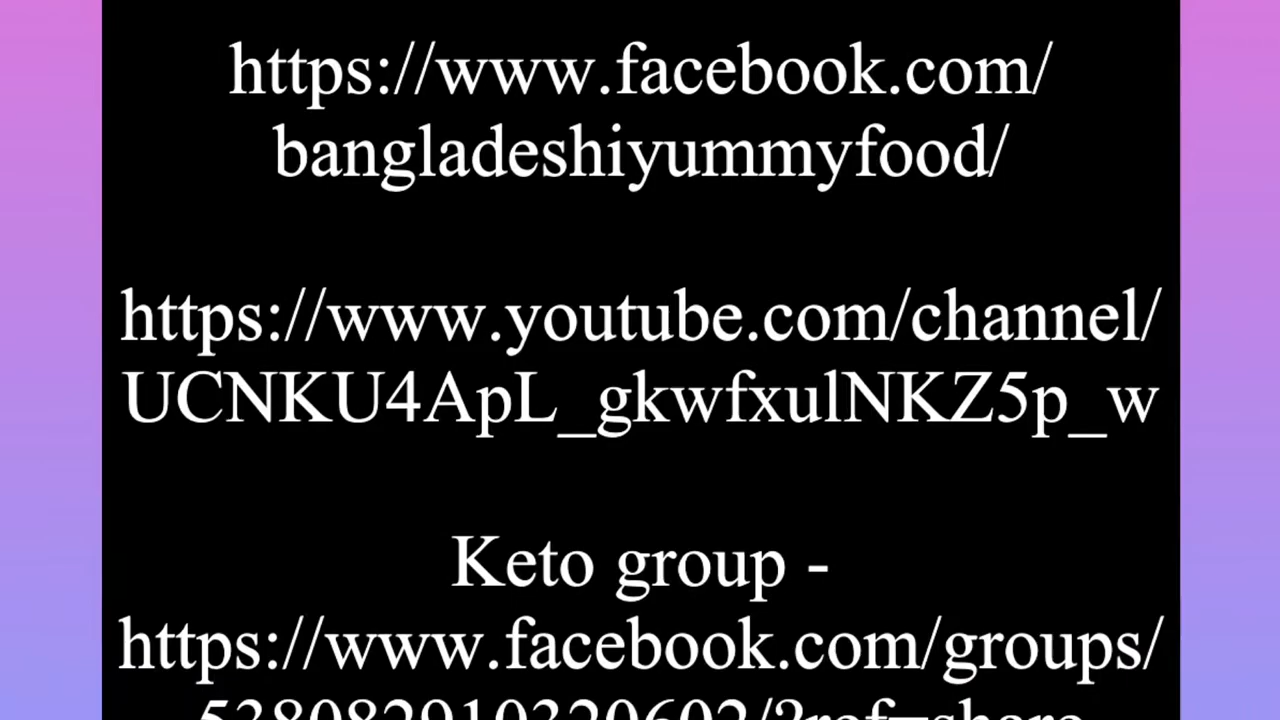 https://www.facebook.com/
bangladeshiyummyfood/
https://www.youtube.com/channel/
UCNKU4ApL_gkwfxulNKZ5p_w
Keto group -
https://www.facebook.com/groups/